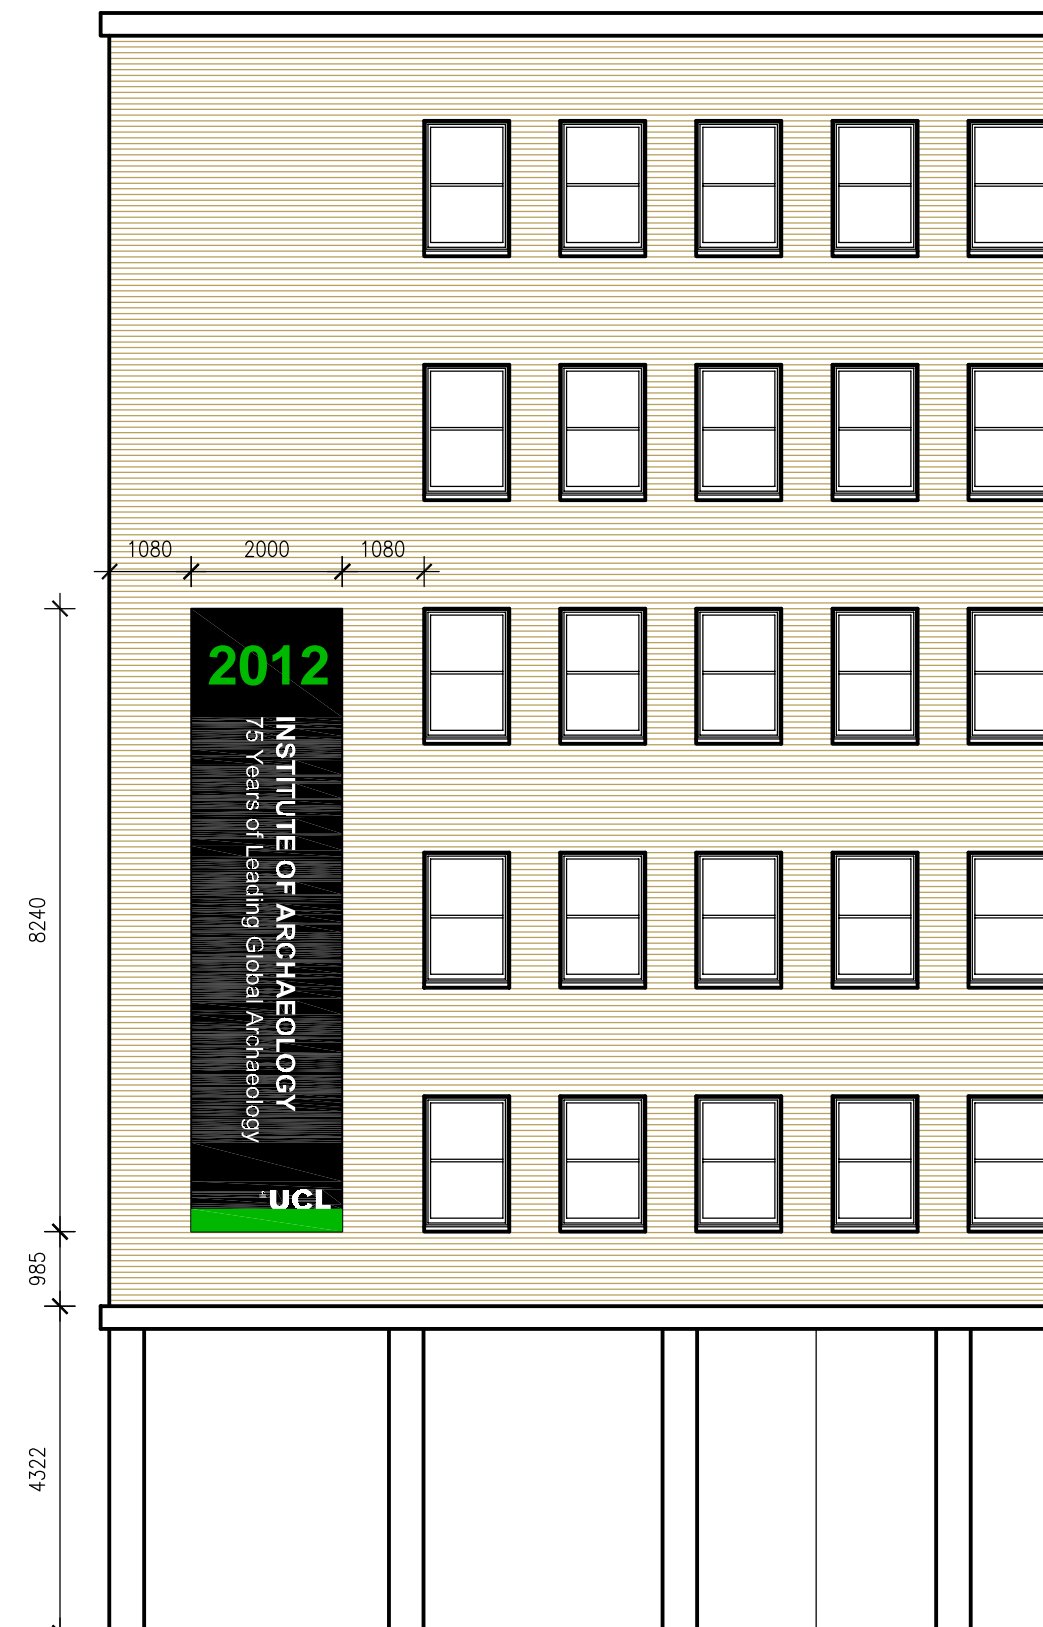 1080 2000 1080
2012
INSTITUTE OF ARCHAEOLOGY
75 Years of Leading Global Archaeology
UCL
8240
985
4322